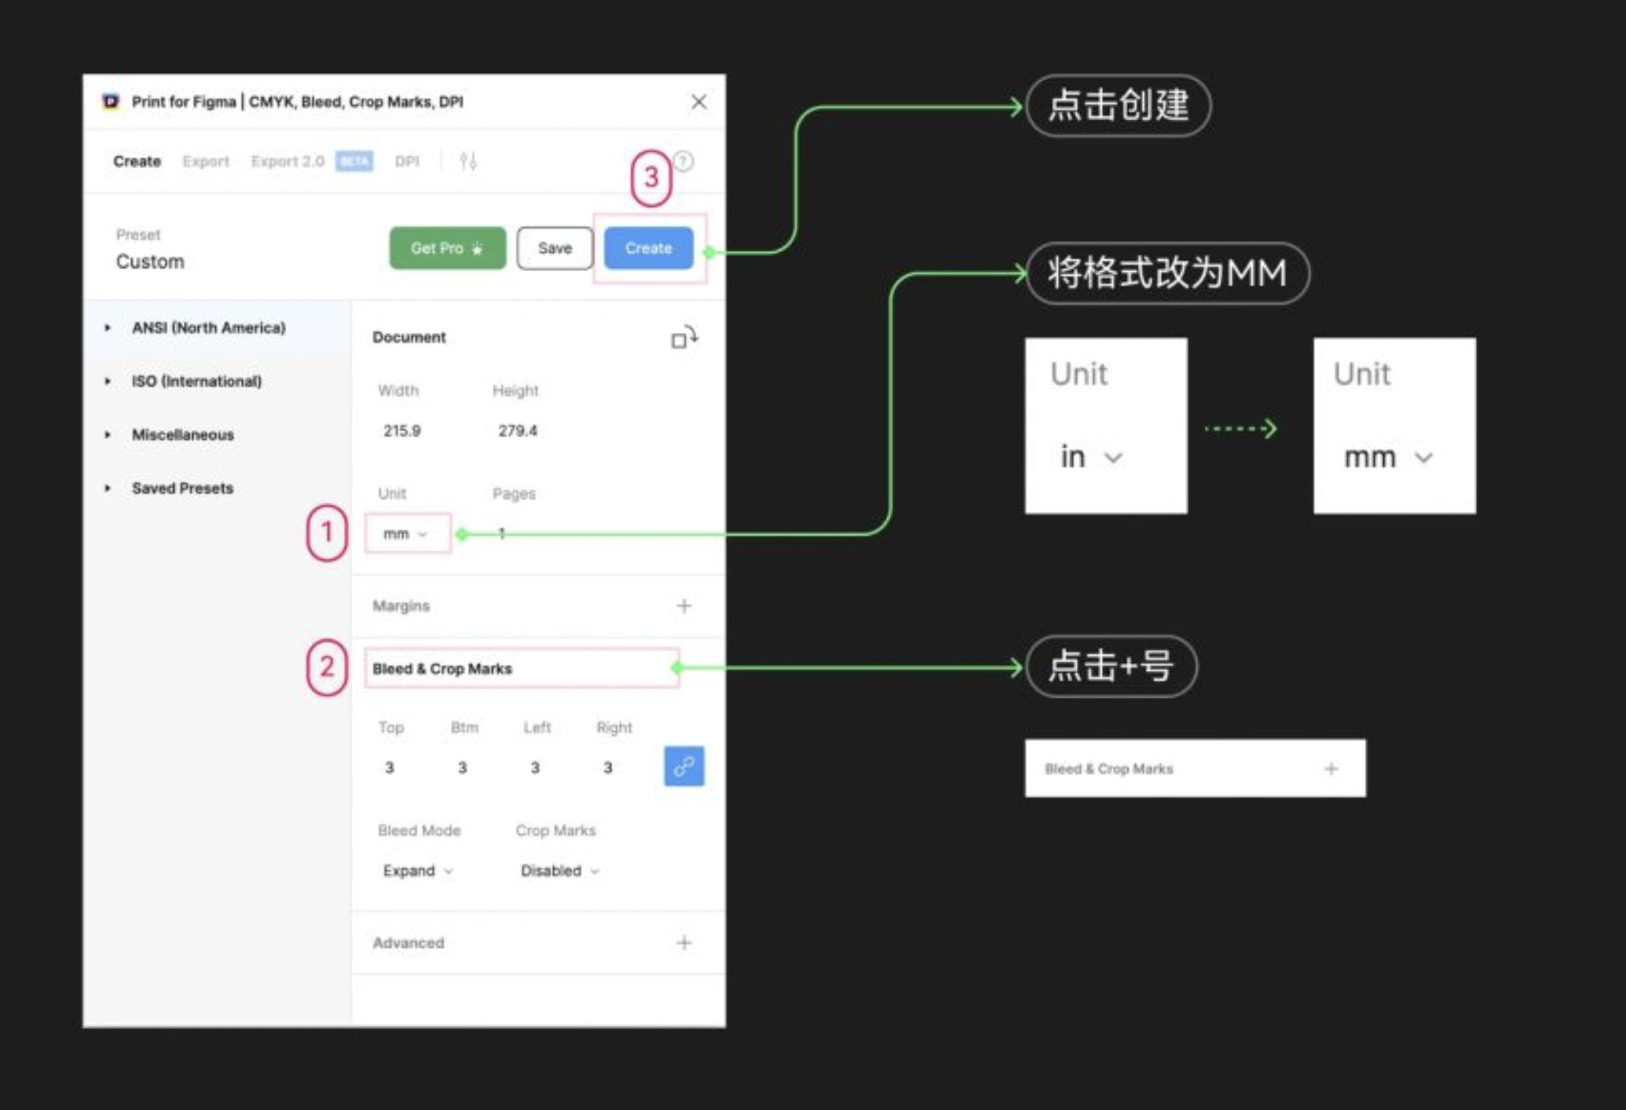 Print for Figma | CMYK, Bleed, Crop Marks, DPI
Create Export Export 2.0 BETA DPI
3
?
Preset
Custom
Get Pro
Save
Create
ANSI (North America)
ISO (International)
Miscellaneous
Saved Presets
Document
Width Height
215.9 279.4
Unit Pages
1
mm 1
Margins +
2
Bleed & Crop Marks
Top Btm Left Right
3 3 3 3
Bleed Mode Crop Marks
Expand Disabled
Advanced +
点击创建
将格式改为MM
Unit Unit
in mm
点击+号
Bleed & Crop Marks +